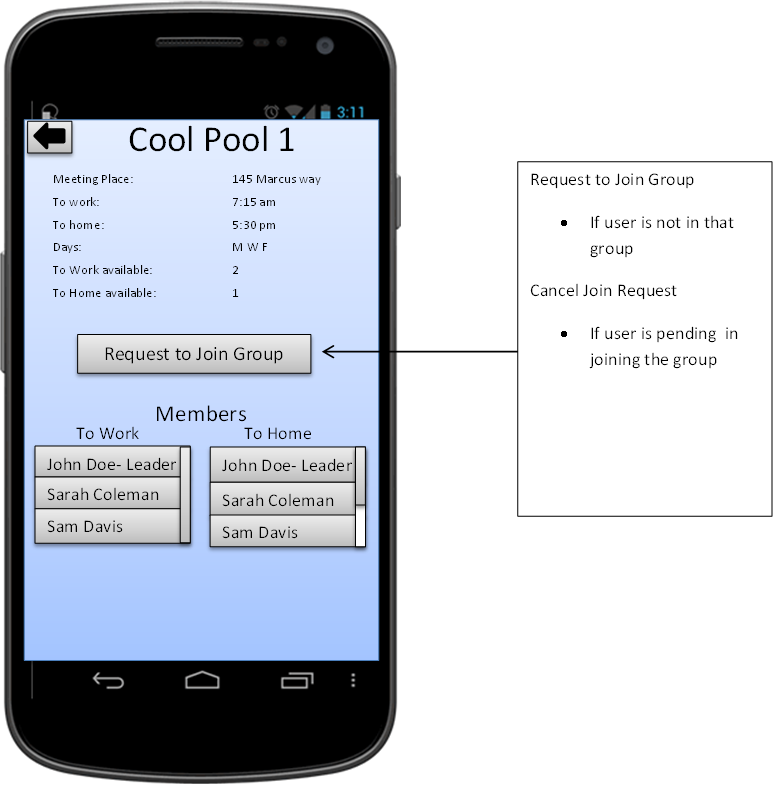 3:11
Cool Pool 1
Meeting Place: 145 Marcus way
To work: 7:15 am
To home: 5:30 pm
Days: M W F
To Work available: 2
To Home available: 1
Request to Join Group
Members
To Work
John Doe- Leader
Sarah Coleman
Sam Davis
To Home
John Doe- Leader
Sarah Coleman
Sam Davis
Request to Join Group
• If user is not in that
group
Cancel Join Request
• If user is pending in
joining the group